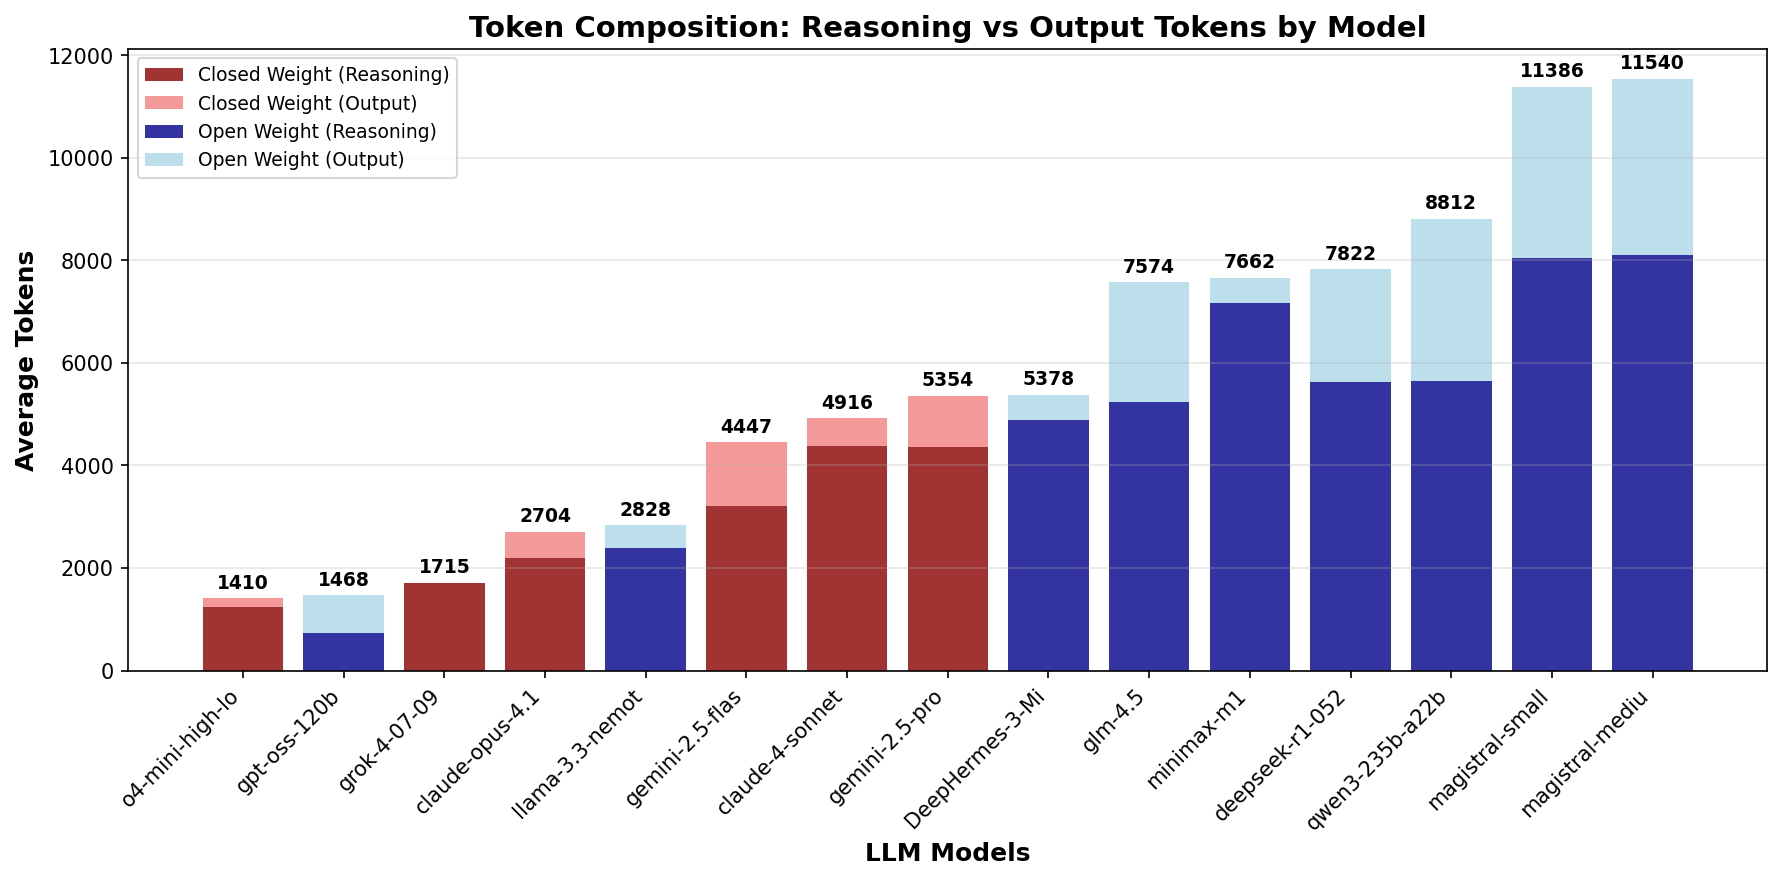 Token Composition: Reasoning vs Output Tokens by Model
Closed Weight (Reasoning)
Closed Weight (Output)
Open Weight (Reasoning)
Open Weight (Output)
Average Tokens
12000
10000
8000
6000
4000
2000
0
1410
1468
1715
2704
2828
4447
4916
5354
5378
7574
7662
7822
8812
11386
11540
o4-mini-high-lo
gpt-oss-120b
grok-4-07-09
claude-opus-4.1
llama-3.3-nemot
gemini-2.5-flas
claude-4-sonnet
gemini-2.5-pro
DeepHermes-3-Mi
glm-4.5
minimax-m1
deepseek-r1-052
qwen3-235b-a22b
magistral-small
magistral-mediu
LLM Models